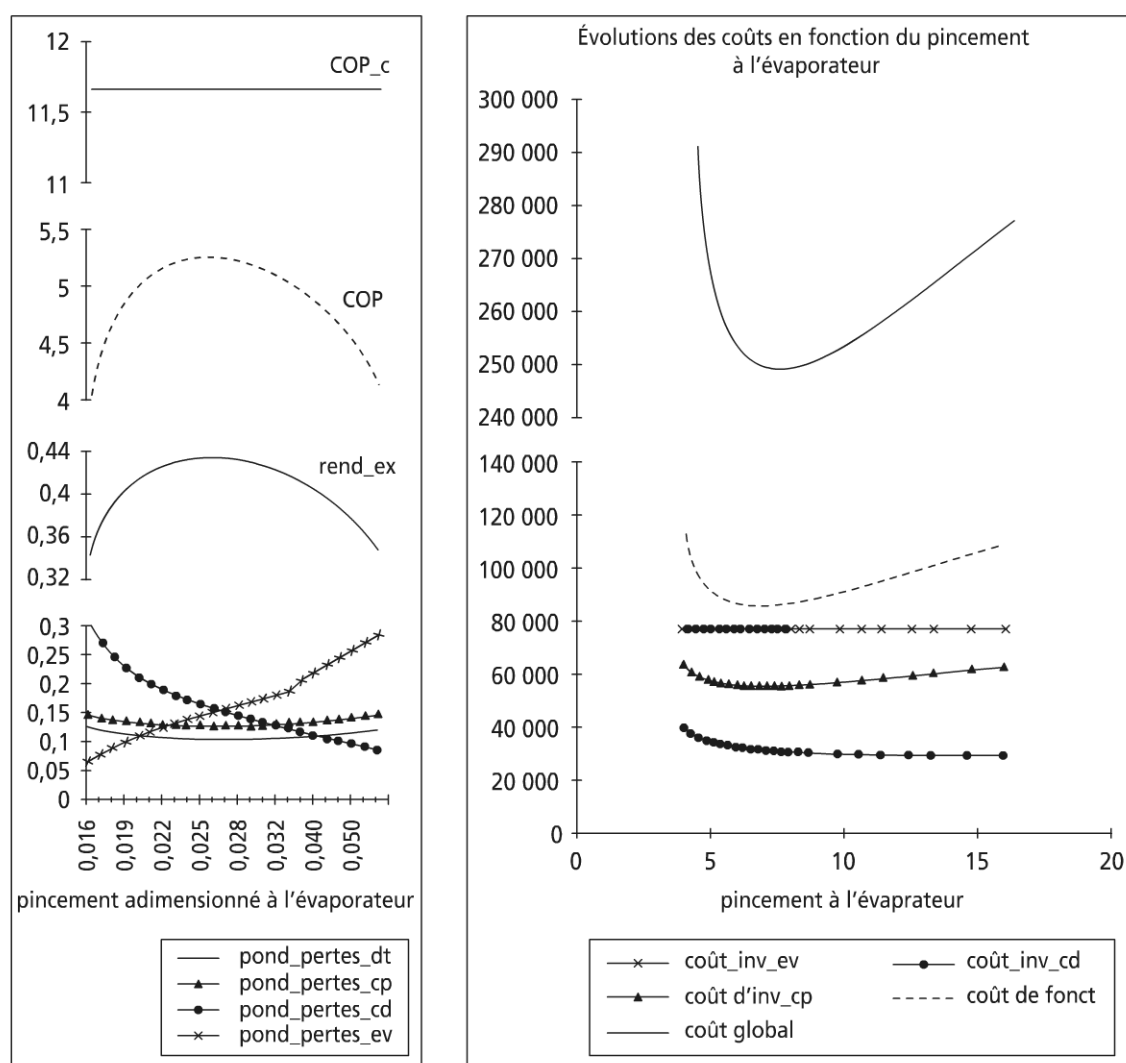 12
11,5
11
COP_c
5,5
5
4,5
4
COP
0,44
0,4
0,36
0,32
rend_ex
0,3
0,25
0,2
0,15
0,1
0,05
0
0,016
0,019
0,022
0,025
0,028
0,032
0,040
0,050
pincement adimensionné à l'évaporateur
pond_pertes_dt
pond_pertes_cp
pond_pertes_cd
pond_pertes_ev
Évolutions des coûts en fonction du pincement
à l'évaporateur
300 000
290 000
280 000
270 000
260 000
250 000
240 000
140 000
120 000
100 000
80 000
60 000
40 000
20 000
0
0 5 10 15 20
pincement à l'évaprateur
coût_inv_ev
coût_inv_cd
coût d'inv_cp
coût de fonct
coût global